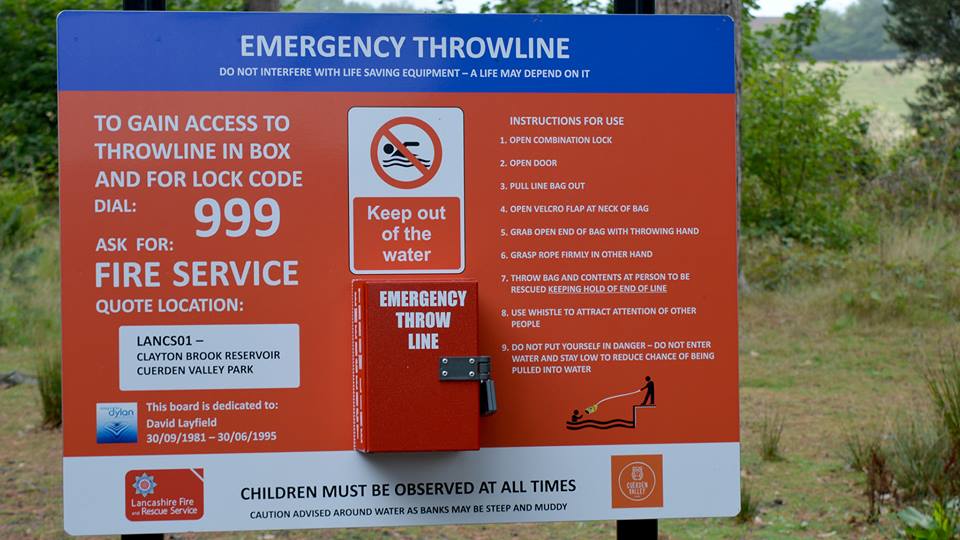 EMERGENCY THROWLINE
DO NOT INTERFERE WITH LIFE SAVING EQUIPMENT – A LIFE MAY DEPEND ON IT
TO GAIN ACCESS TO
THROWLINE IN BOX
AND FOR LOCK CODE
DIAL: 999
ASK FOR:
FIRE SERVICE
QUOTE LOCATION:
LANCS01 –
CLAYTON BROOK RESERVOIR
CUERDEN VALLEY PARK
dylan
This board is dedicated to:
David Layfield
30/09/1981 – 30/06/1995
Keep out
of the
water
EMERGENCY
THROW
LINE
INSTRUCTIONS FOR USE
1. OPEN COMBINATION LOCK
2. OPEN DOOR
3. PULL LINE BAG OUT
4. OPEN VELCRO FLAP AT NECK OF BAG
5. GRAB OPEN END OF BAG WITH THROWING HAND
6. GRASP ROPE FIRMLY IN OTHER HAND
7. THROW BAG AND CONTENTS AT PERSON TO BE
RESCUED KEEPING HOLD OF END OF LINE
8. USE WHISTLE TO ATTRACT ATTENTION OF OTHER
PEOPLE
9. DO NOT PUT YOURSELF IN DANGER – DO NOT ENTER
WATER AND STAY LOW TO REDUCE CHANCE OF BEING
PULLED INTO WATER
Lancashire Fire
and Rescue Service
CHILDREN MUST BE OBSERVED AT ALL TIMES
CAUTION ADVISED AROUND WATER AS BANKS MAY BE STEEP AND MUDDY
CUERDEN
VALLEY